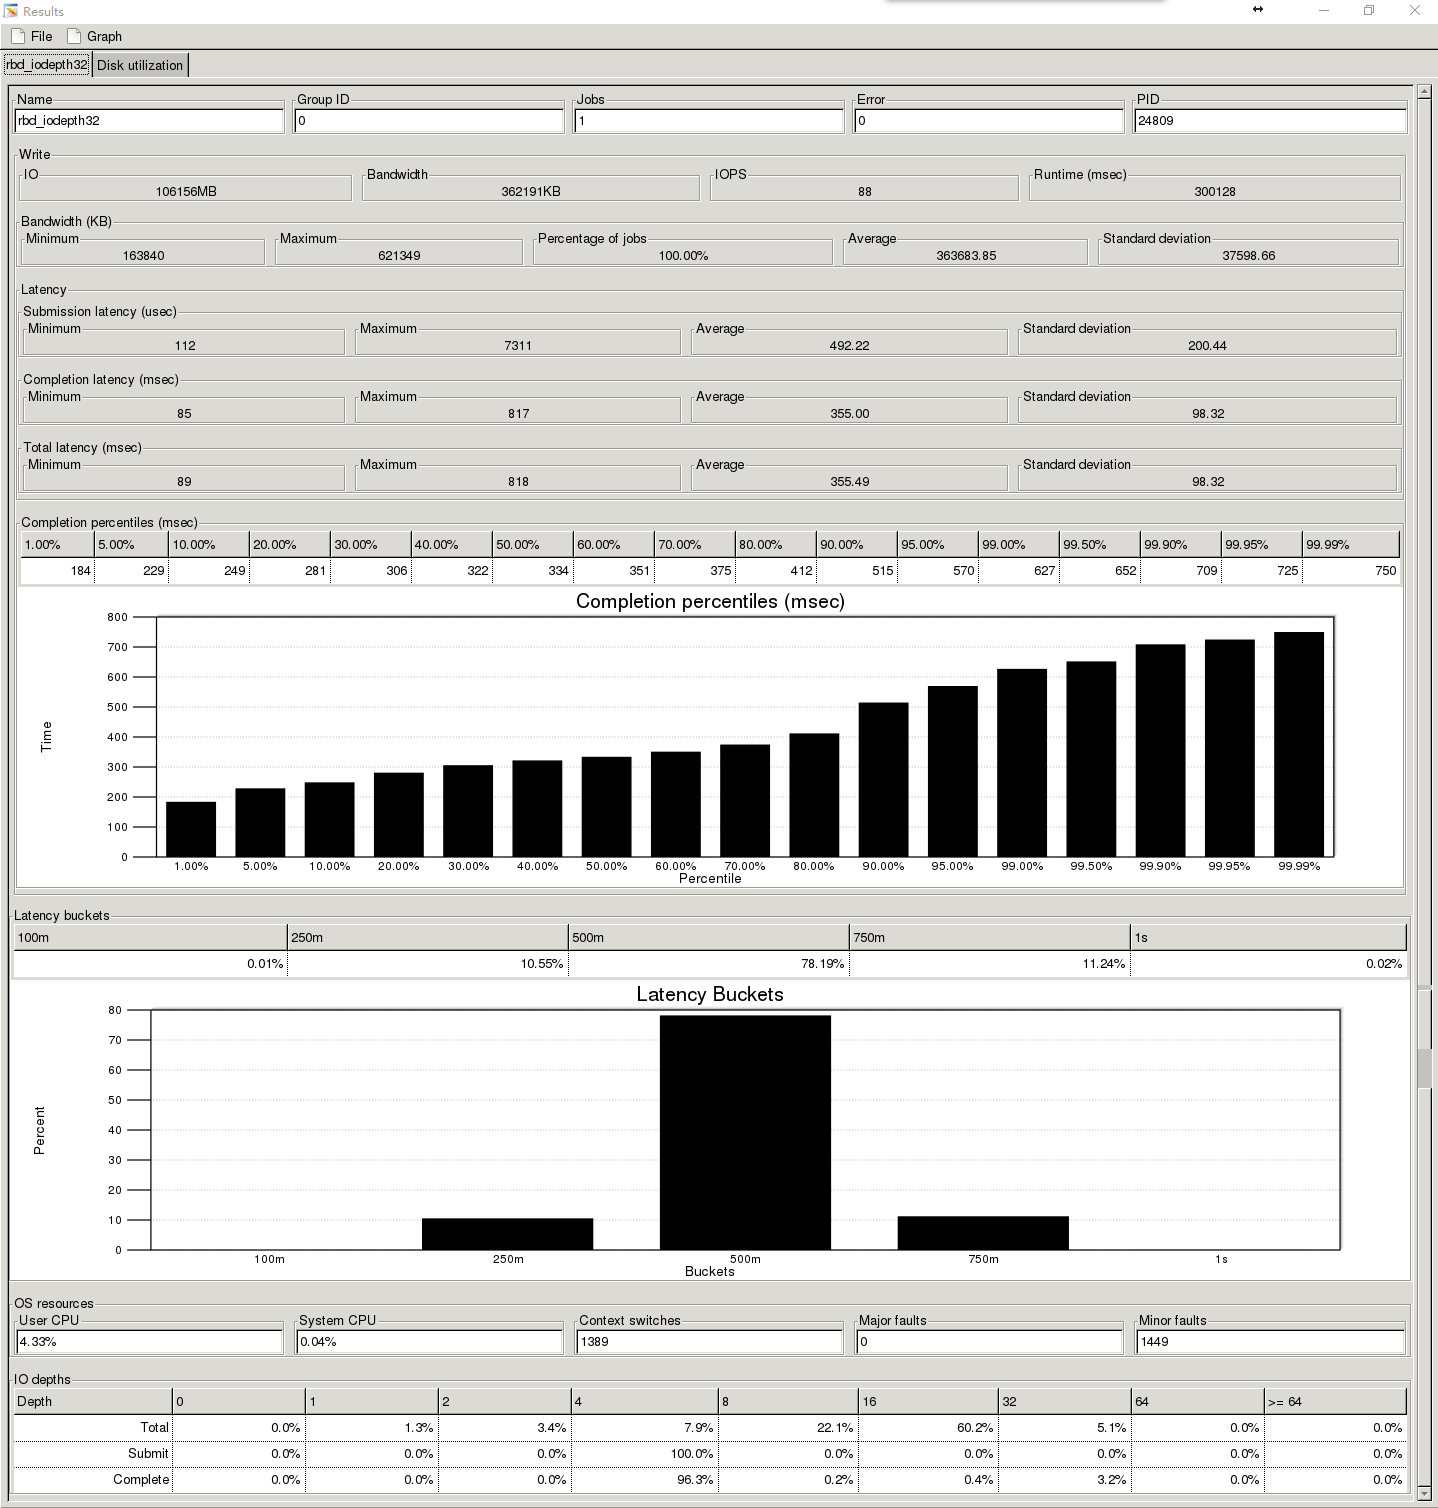 Results
File Graph
rbd_iodepth32 Disk utilization
Name Group ID Jobs Error PID
rbd_iodepth32 0 1 0 24809
Write
IO Bandwidth IOPS Runtime (msec)
106156MB 362191KB 88 300128
Bandwidth (KB)
Minimum Maximum Percentage of jobs Average Standard deviation
163840 621349 100.00% 363683.85 37598.66
Latency
Submission latency (usec)
Minimum Maximum Average Standard deviation
112 7311 492.22 200.44
Completion latency (msec)
Minimum Maximum Average Standard deviation
85 817 355.00 98.32
Total latency (msec)
Minimum Maximum Average Standard deviation
89 818 355.49 98.32
Completion percentiles (msec)
1.00% 5.00% 10.00% 20.00% 30.00% 40.00% 50.00% 60.00% 70.00% 80.00% 90.00% 95.00% 99.00% 99.50% 99.90% 99.95% 99.99%
184 229 249 281 306 322 334 351 375 412 515 570 627 652 709 725 750
Completion percentiles (msec)
800
700
600
500
400
300
200
100
0
Time
1.00% 5.00% 10.00% 20.00% 30.00% 40.00% 50.00% 60.00% 70.00% 80.00% 90.00% 95.00% 99.00% 99.50% 99.90% 99.95% 99.99%
Percentile
Latency buckets
100m 250m 500m 750m 1s
0.01% 10.55% 78.19% 11.24% 0.02%
Latency Buckets
80
70
60
50
40
30
20
10
0
Percent
100m 250m 500m 750m 1s
Buckets
OS resources
User CPU System CPU Context switches Major faults Minor faults
4.33% 0.04% 1389 0 1449
IO depths
Depth 0 1 2 4 8 16 32 64 >= 64
Total 0.0% 1.3% 3.4% 7.9% 22.1% 60.2% 5.1% 0.0% 0.0%
Submit 0.0% 0.0% 0.0% 100.0% 0.0% 0.0% 0.0% 0.0% 0.0%
Complete 0.0% 0.0% 0.0% 96.3% 0.2% 0.4% 3.2% 0.0% 0.0%